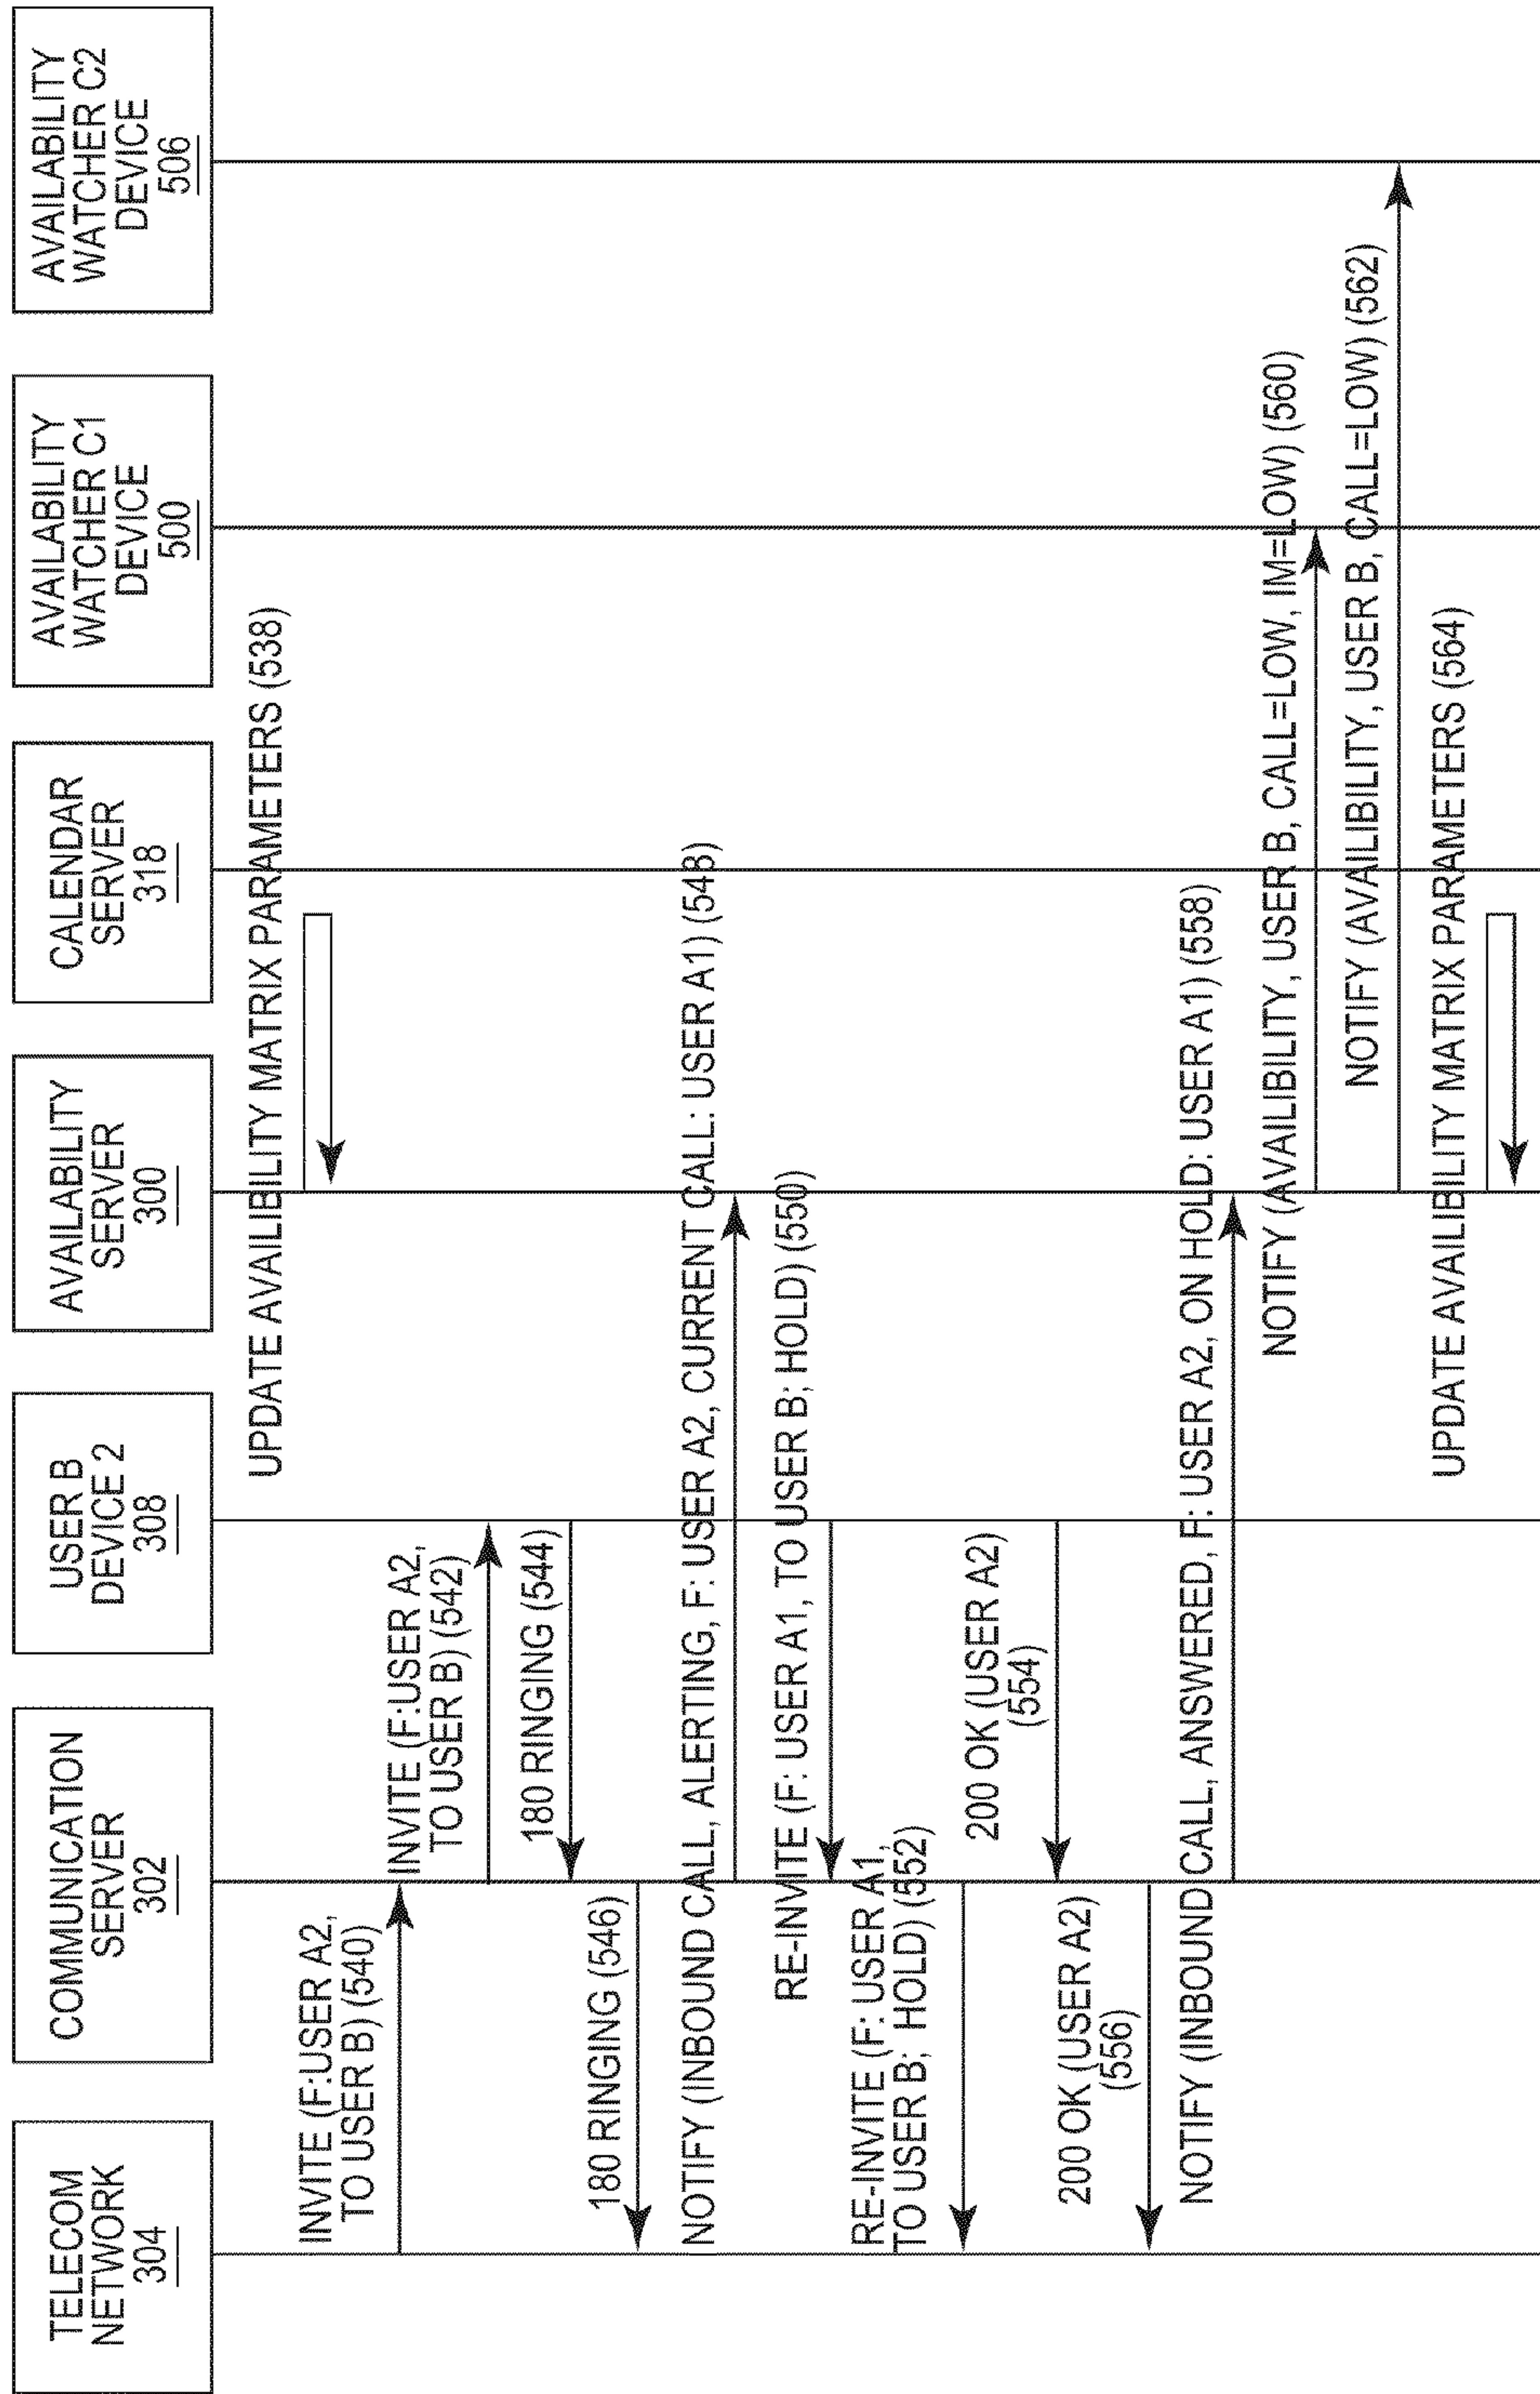 TELECOM
NETWORK
304
COMMUNICATION
SERVER
302
USER B
DEVICE 2
308
AVAILABILITY
SERVER
300
CALENDAR
SERVER
318
AVAILABILITY
WATCHER C1
DEVICE
500
AVAILABILITY
WATCHER C2
DEVICE
506
UPDATE AVAILIBILITY MATRIX PARAMETERS (538)
INVITE (F:USER A2,
TO USER B) (540)
INVITE (F:USER A2,
TO USER B) (542)
180 RINGING (544)
180 RINGING (546)
NOTIFY (INBOUND CALL, ALERTING, F: USER A2, CURRENT CALL: USER A1)) (548)
RE-INVITE (F: USER A1, TO USER B; HOLD) (550)
RE-INVITE (F: USER A1,
TO USER B; HOLD) (552)
200 OK (USER A2)
(554)
200 OK (USER A2)
(556)
NOTIFY (INBOUND CALL, ANSWERED, F: USER A2, ON HOLD: USER A1) (558)
NOTIFY (AVAILIBILITY, USER B, CALL=LOW, IM=LOW) (560)
NOTIFY (AVAILIBILITY, USER B, CALL=LOW) (562)
UPDATE AVAILIBILITY MATRIX PARAMETERS (564)